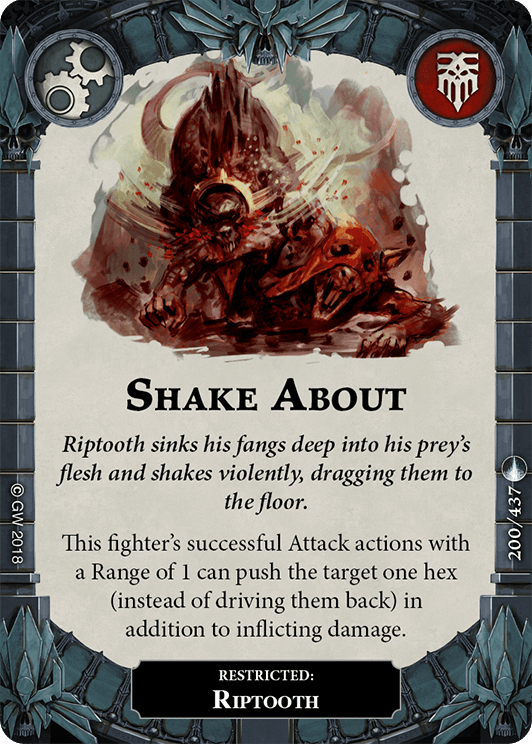 SHAKE ABOUT
Riptooth sinks his fangs deep into his prey's
flesh and shakes violently, dragging them to
the floor.
This fighter's successful Attack actions with
a Range of 1 can push the target one hex
(instead of driving them back) in
addition to inflicting damage.
RESTRICTED:
RIPTOOTH
© GW 2018
200/437